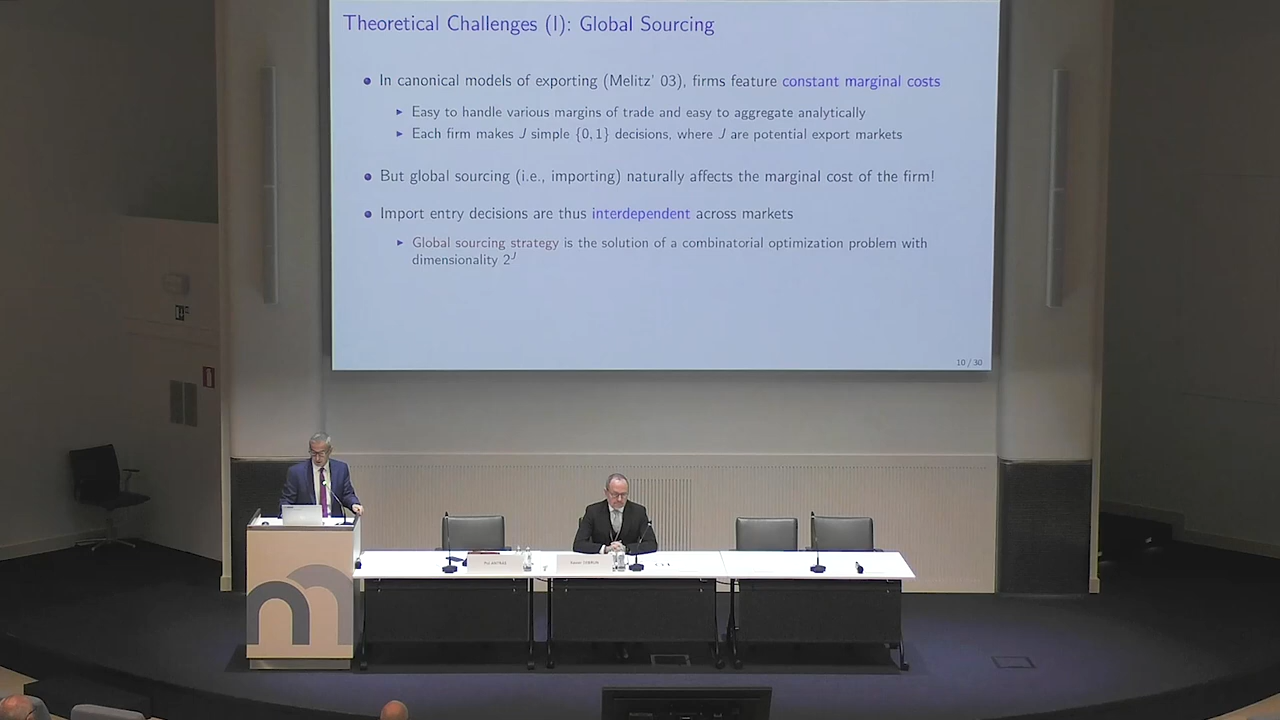 Theoretical Challenges (I): Global Sourcing
In canonical models of exporting (Melitz' 03), firms feature constant marginal costs
Easy to handle various margins of trade and easy to aggregate analytically
Each firm makes J simple {0, 1} decisions, where J are potential export markets
But global sourcing (i.e., importing) naturally affects the marginal cost of the firm!
Import entry decisions are thus interdependent across markets
Global sourcing strategy is the solution of a combinatorial optimization problem with
dimensionality 2^J
10 / 30
Pol ANTRÀS